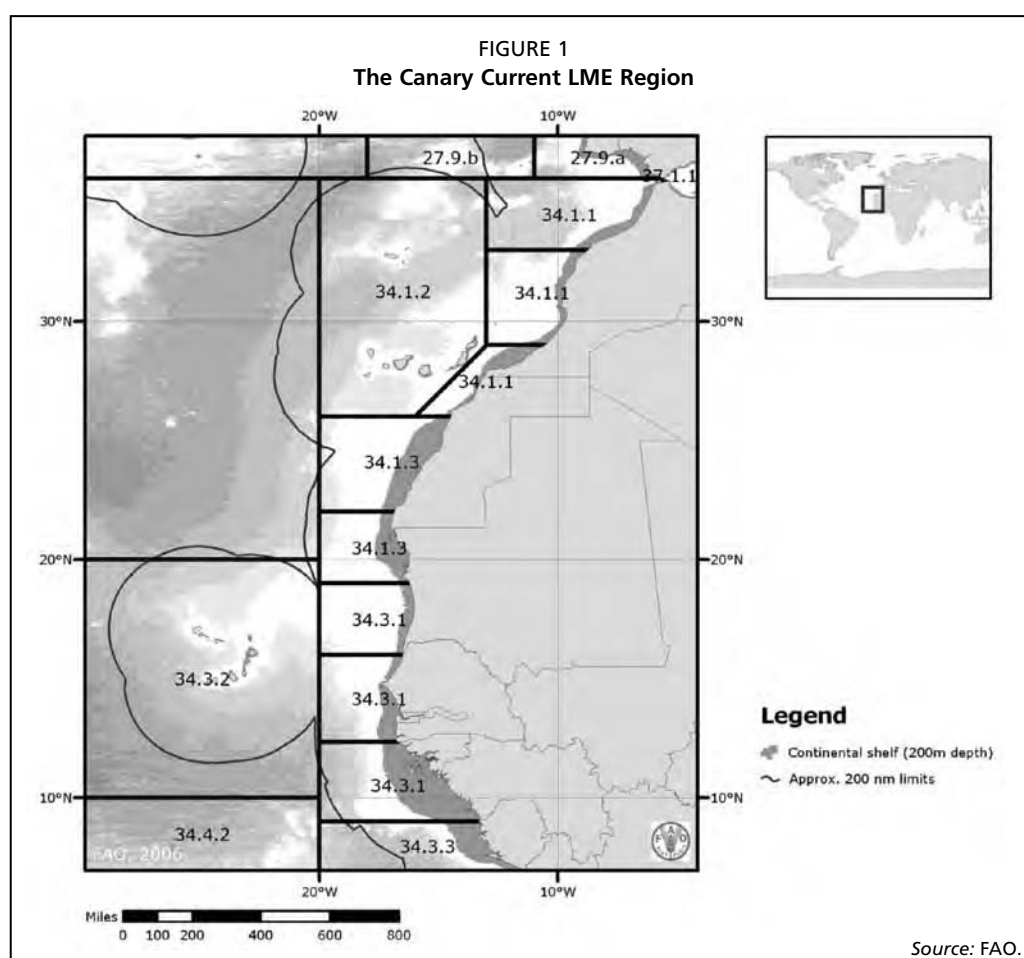 FIGURE 1
The Canary Current LME Region
20°W 10°W
27.9.b 27.9.a
37.1.1
34.1.1
34.1.2 34.1.1
30°N 30°N
34.1.1
34.1.3
34.1.3
20°N 20°N
34.3.1
34.3.2 34.3.1
34.3.1
10°N 10°N
34.4.2 34.3.3
FAO, 2006
20°W 10°W
Legend
Continental shelf (200m depth)
Approx. 200 nm limits
Miles
0 100 200 400 600 800
Source: FAO.